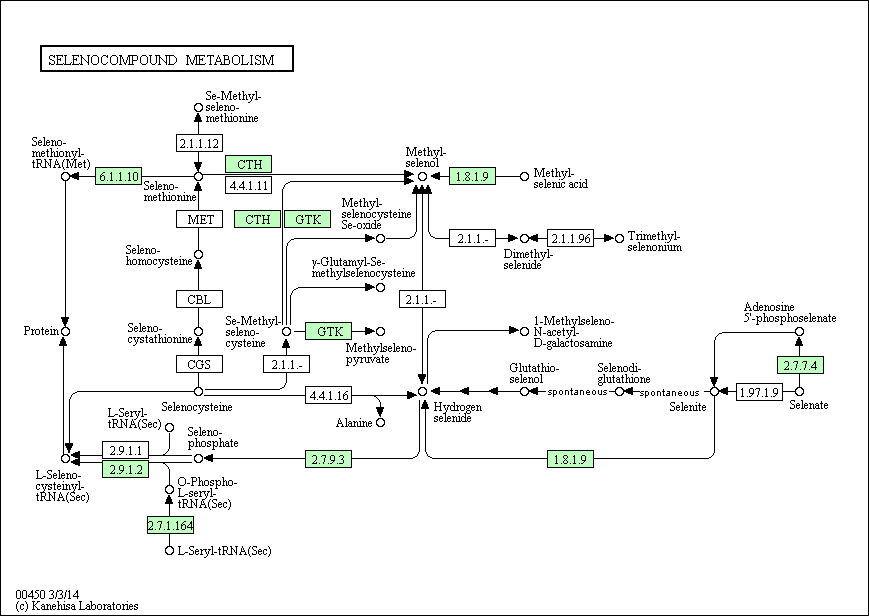 SELENOCOMPOUND METABOLISM
Se-Methyl-
seleno-
methionine
2.1.1.12
Seleno-
methionyl-
tRNA(Met)
6.1.1.10
Seleno-
methionine
CTH
4.4.1.11
Methyl-
selenol
1.8.1.9
Methyl-
selenic acid
MET
CTH
GTK
Methyl-
selenocysteine
Se-oxide
2.1.1.-
Dimethyl-
selenide
2.1.1.96
Trimethyl-
selenonium
Seleno-
homocysteine
γ-Glutamyl-Se-
methylselenocysteine
CBL
2.1.1.-
Protein
Seleno-
cystathionine
Se-Methyl-
seleno-
cysteine
GTK
Methylseleno-
pyruvate
1-Methylseleno-
N-acetyl-
D-galactosamine
Adenosine
5'-phosphoselenate
CGS
2.1.1.-
2.7.7.4
Glutathio-
selenol
Selenodi-
glutathione
spontaneous
spontaneous
1.97.1.9
Selenocysteine
4.4.1.16
Alanine
Hydrogen
selenide
Selenite
Selenate
L-Seryl-
tRNA(Sec)
Seleno-
phosphate
2.9.1.1
2.9.1.2
2.7.9.3
1.8.1.9
L-Seleno-
cysteinyl-
tRNA(Sec)
O-Phospho-
L-seryl-
tRNA(Sec)
2.7.1.164
L-Seryl-tRNA(Sec)
00450 3/3/14
(c) Kanehisa Laboratories